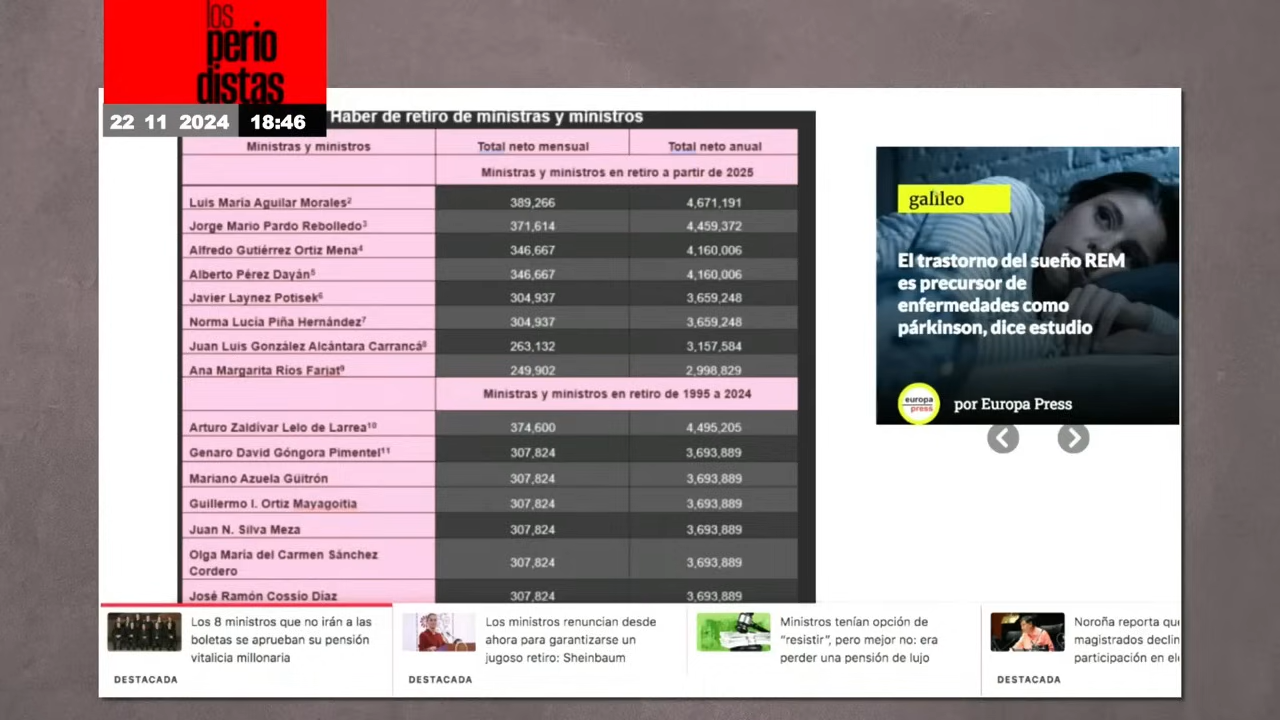 los
perio
distas
22 11 2024 18:46
Haber de retiro de ministras y ministros
Ministras y ministros Total neto mensual Total neto anual
Ministras y ministros en retiro a partir de 2025
Luis María Aguilar Morales² 389,266 4,671,191
Jorge Mario Pardo Rebolledo³ 371,614 4,459,372
Alfredo Gutiérrez Ortiz Mena⁴ 346,667 4,160,006
Alberto Pérez Dayán⁵ 346,667 4,160,006
Javier Laynez Potisek⁶ 304,937 3,659,248
Norma Lucía Piña Hernández⁷ 304,937 3,659,248
Juan Luis González Alcántara Carrancá⁸ 263,132 3,157,584
Ana Margarita Ríos Farjat⁹ 249,902 2,998,829
Ministras y ministros en retiro de 1995 a 2024
Arturo Zaldívar Lelo de Larrea¹⁰ 374,600 4,495,205
Genaro David Góngora Pimentel¹¹ 307,824 3,693,889
Mariano Azuela Güitrón 307,824 3,693,889
Guillermo I. Ortiz Mayagoitia 307,824 3,693,889
Juan N. Silva Meza 307,824 3,693,889
Olga María del Carmen Sánchez
Cordero 307,824 3,693,889
José Ramón Cossío Díaz 307,824 3,693,889
galileo
El trastorno del sueño REM
es precursor de
enfermedades como
párkinson, dice estudio
europa
press
por Europa Press
Los 8 ministros que no irán a las
boletas se aprueban su pensión
vitalicia millonaria
DESTACADA
Los ministros renuncian desde
ahora para garantizarse un
jugoso retiro: Sheinbaum
DESTACADA
Ministros tenían opción de
"resistir", pero mejor no: era
perder una pensión de lujo
Noroña reporta que
magistrados declin
participación en ele
DESTACADA